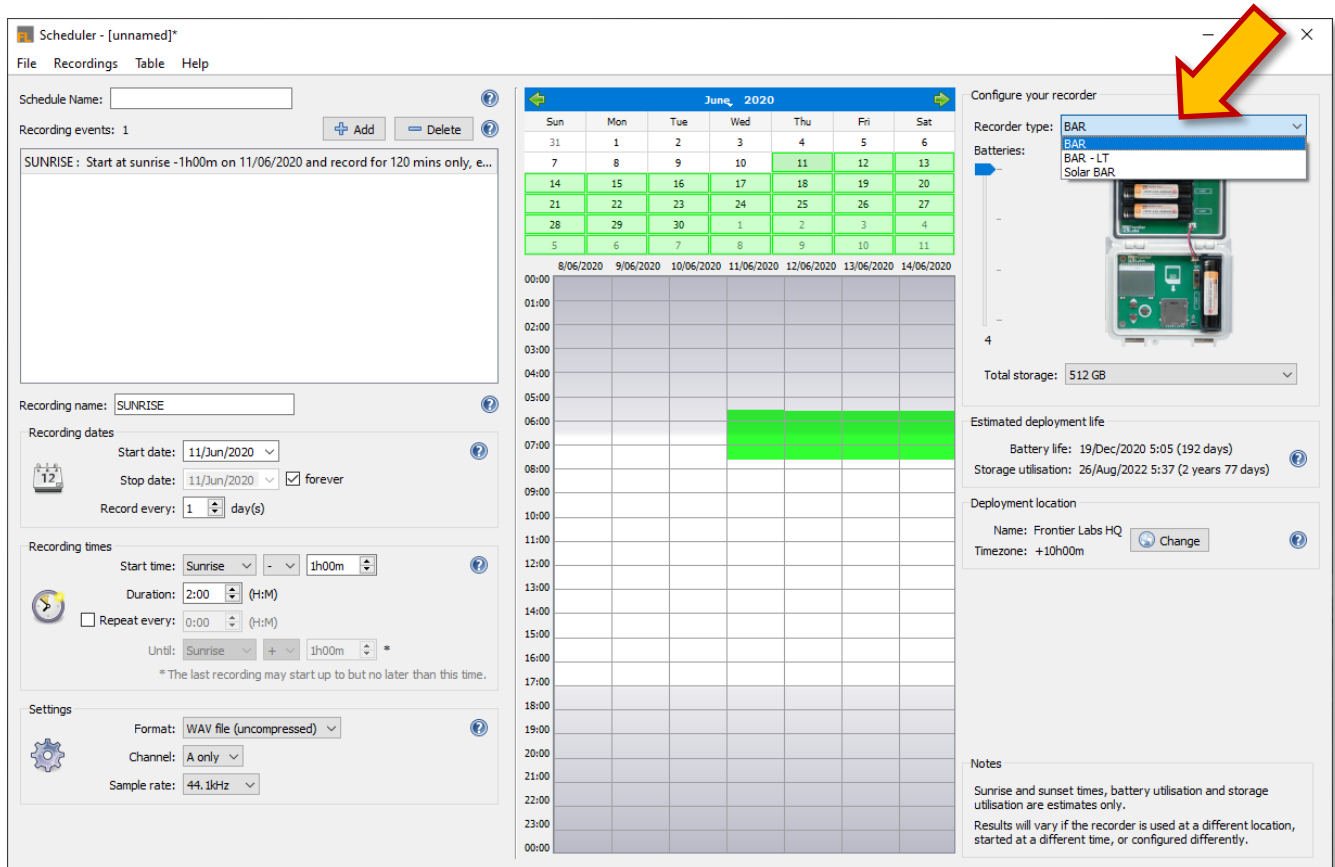 Scheduler - [unnamed]*
File Recordings Table Help
Schedule Name:
Recording events: 1
Add
Delete
SUNRISE : Start at sunrise -1h00m on 11/06/2020 and record for 120 mins only, e...
Recording name: SUNRISE
Recording dates
Start date: 11/Jun/2020
12
Stop date: 11/Jun/2020 forever
Record every: 1 day(s)
Recording times
Start time: Sunrise - 1h00m
Duration: 2:00 (H:M)
Repeat every: 0:00 (H:M)
Until: Sunrise + 1h00m *
* The last recording may start up to but no later than this time.
Settings
Format: WAV file (uncompressed)
Channel: A only
Sample rate: 44.1kHz
June, 2020
Sun Mon Tue Wed Thu Fri Sat
31 1 2 3 4 5 6
7 8 9 10 11 12 13
14 15 16 17 18 19 20
21 22 23 24 25 26 27
28 29 30 1 2 3 4
5 6 7 8 9 10 11
8/06/2020 9/06/2020 10/06/2020 11/06/2020 12/06/2020 13/06/2020 14/06/2020
00:00
01:00
02:00
03:00
04:00
05:00
06:00
07:00
08:00
09:00
10:00
11:00
12:00
13:00
14:00
15:00
16:00
17:00
18:00
19:00
20:00
21:00
22:00
23:00
00:00
Configure your recorder
Recorder type: BAR
BAR
BAR - LT
Solar BAR
Batteries:
4
Total storage: 512 GB
Estimated deployment life
Battery life: 19/Dec/2020 5:05 (192 days)
Storage utilisation: 26/Aug/2022 5:37 (2 years 77 days)
Deployment location
Name: Frontier Labs HQ
Change
Timezone: +10h00m
Notes
Sunrise and sunset times, battery utilisation and storage
utilisation are estimates only.
Results will vary if the recorder is used at a different location,
started at a different time, or configured differently.